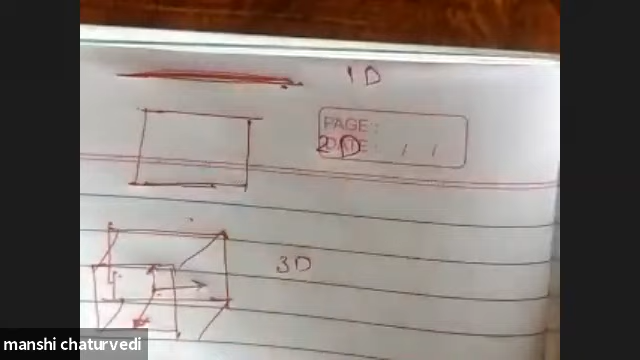 1D
PAGE :
DATE : / /
2D
3D
manshi chaturvedi